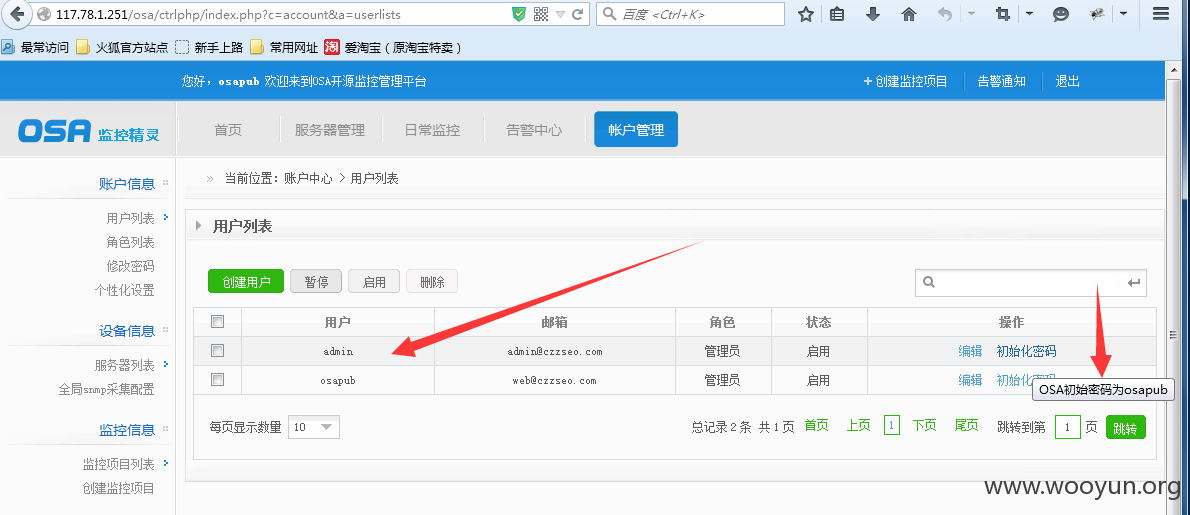 117.78.1.251/osa/ctrlphp/index.php?c=account&a=userlists
百度 <Ctrl+K>
最常访问 火狐官方站点 新手上路 常用网址 淘 爱淘宝（原淘宝特卖）
您好，osapub 欢迎来到OSA开源监控管理平台
+ 创建监控项目 告警通知 退出
OSA 监控精灵 首页 服务器管理 日常监控 告警中心 帐户管理
账户信息
用户列表
角色列表
修改密码
个性化设置
设备信息
服务器列表
全局snmp采集配置
监控信息
监控项目列表
创建监控项目
» 当前位置：账户中心 > 用户列表
用户列表
创建用户 暂停 启用 删除
用户 邮箱 角色 状态 操作
admin admin@czzseo.com 管理员 启用 编辑 初始化密码
osapub web@czzseo.com 管理员 启用 编辑 初始化密码
OSA初始密码为osapub
每页显示数量 10 总记录2条 共1页 首页 上页 1 下页 尾页 跳转到第 1 页 跳转
www.wooyun.org